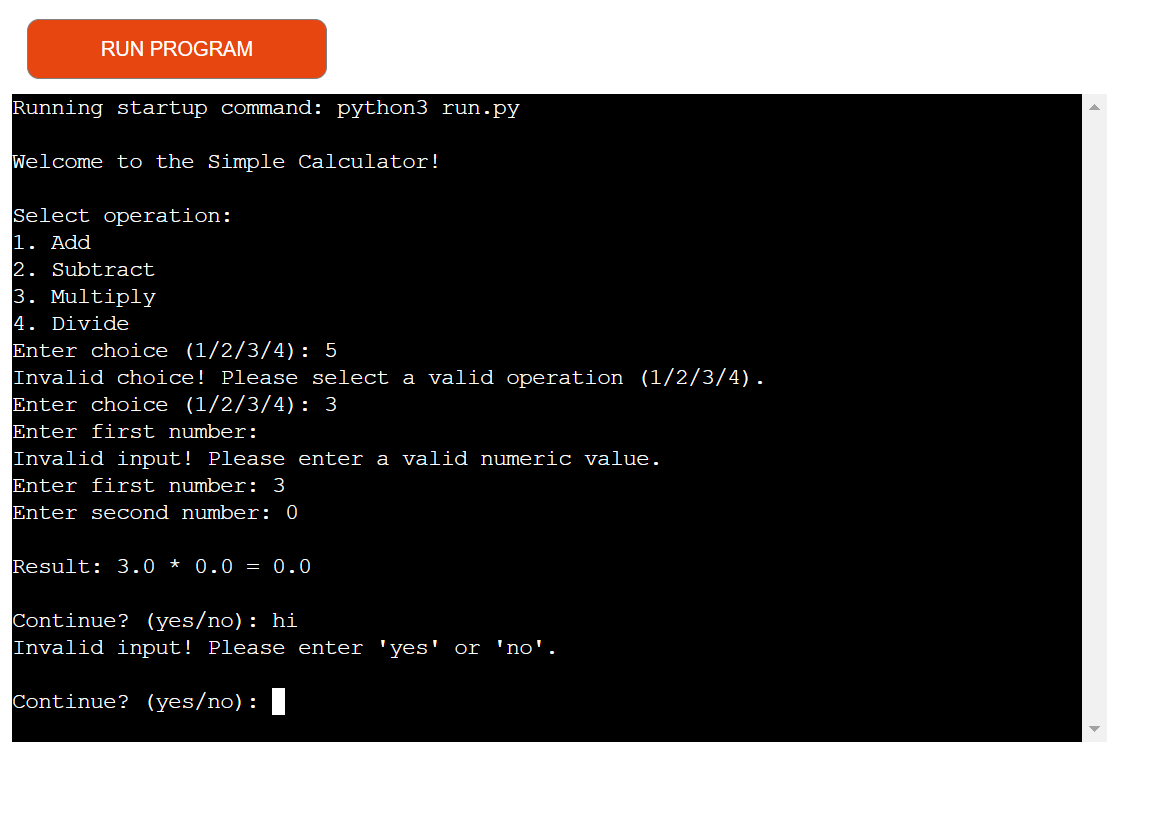 RUN PROGRAM
Running startup command: python3 run.py
Welcome to the Simple Calculator!
Select operation:
1. Add
2. Subtract
3. Multiply
4. Divide
Enter choice (1/2/3/4): 5
Invalid choice! Please select a valid operation (1/2/3/4).
Enter choice (1/2/3/4): 3
Enter first number:
Invalid input! Please enter a valid numeric value.
Enter first number: 3
Enter second number: 0
Result: 3.0 * 0.0 = 0.0
Continue? (yes/no): hi
Invalid input! Please enter 'yes' or 'no'.
Continue? (yes/no):